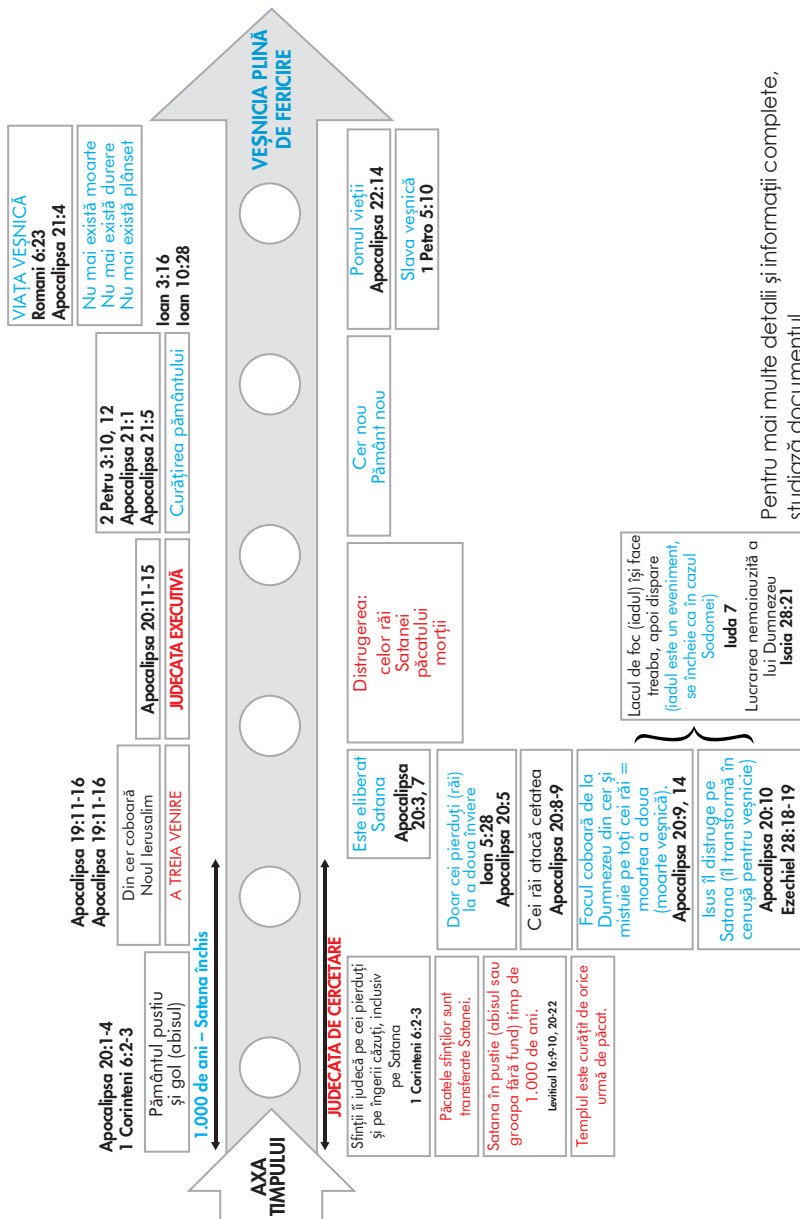 AXA
TIMPULUI
Apocalipsa 20:1-4
1 Corinteni 6:2-3
Pământul pustiu
și gol (abisul)
1.000 de ani – Satana închis
JUDECATA DE CERCETARE
Sfinții îi judecă pe cei pierduți
și pe îngerii căzuți, inclusiv
pe Satana
1 Corinteni 6:2-3
Păcatele sfinților sunt
transferate Satanei.
Satana în pustie (abisul sau
groapa fără fund) timp de
1.000 de ani.
Leviticul 16:9-10, 20-22
Templul este curățit de orice
urmă de păcat.
Apocalipsa 19:11-16
Apocalipsa 19:11-16
Din cer coboară
Noul Ierusalim
A TREIA VENIRE
Este eliberat
Satana
Apocalipsa
20:3, 7
Doar cei pierduți (răi)
la a doua înviere
Ioan 5:28
Apocalipsa 20:5
Cei răi atacă cetatea
Apocalipsa 20:8-9
Focul coboară de la
Dumnezeu din cer și
mistuie pe toți cei răi =
moartea a doua
(moarte veșnică).
Apocalipsa 20:9, 14
Isus îl distruge pe
Satana (îl transformă în
cenușă pentru veșnicie)
Apocalipsa 20:10
Ezechiel 28:18-19
Apocalipsa 20:11-15
JUDECATA EXECUTIVĂ
Distrugerea:
celor răi
Satanei
păcatului
morții
Lacul de foc (iadul) își face
treaba, apoi dispare
(iadul este un eveniment,
se încheie ca în cazul
Sodomei)
Iuda 7
Lucrarea nemaiauzită a
lui Dumnezeu
Isaia 28:21
2 Petru 3:10, 12
Apocalipsa 21:1
Apocalipsa 21:5
Curățirea pământului
Cer nou
Pământ nou
VIAȚA VEȘNICĂ
Romani 6:23
Apocalipsa 21:4
Nu mai există moarte
Nu mai există durere
Nu mai există plânset
Ioan 3:16
Ioan 10:28
Pomul vieții
Apocalipsa 22:14
Slava veșnică
1 Petro 5:10
VEȘNICIA PLINĂ
DE FERICIRE
Pentru mai multe detalii și informații complete,
studiază documentul